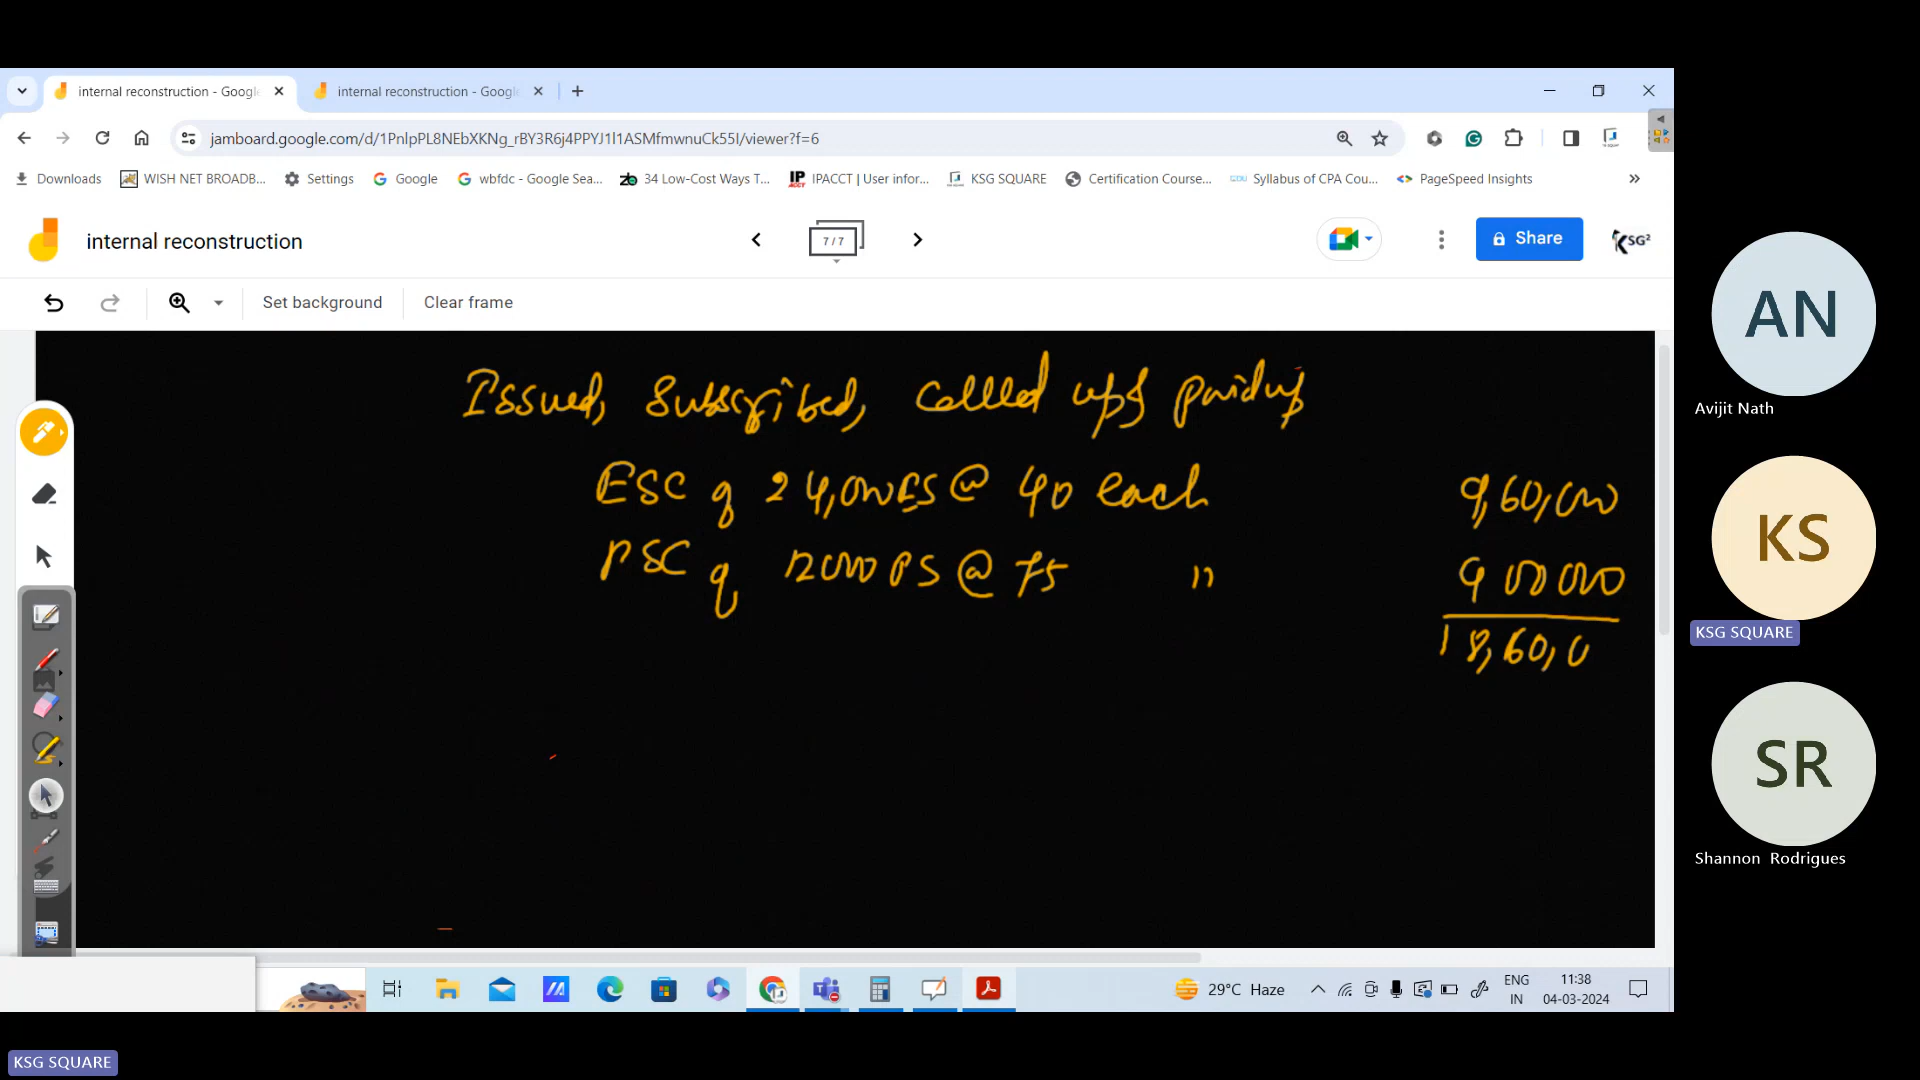 internal reconstruction - Google
internal reconstruction - Google
jamboard.google.com/d/1PnlpPL8NEbXKNg_rBY3R6j4PPYJ1l1ASMfmwnuCk55I/viewer?f=6
Downloads
WISH NET BROADB...
Settings
Google
wbfdc - Google Sea...
34 Low-Cost Ways T...
IPACCT | User infor...
KSG SQUARE
Certification Course...
Syllabus of CPA Cou...
PageSpeed Insights
internal reconstruction
7 / 7
Share
KSG²
Set background
Clear frame
Issued, Subscribed, Called up & paid up
ESC of 24,000 ES @ 40 each 9,60,000
PSC of 12000 PS @ 75 " 900000
18,60,0
AN
Avijit Nath
KS
KSG SQUARE
SR
Shannon Rodrigues
29°C Haze
ENG
IN
11:38
04-03-2024
KSG SQUARE